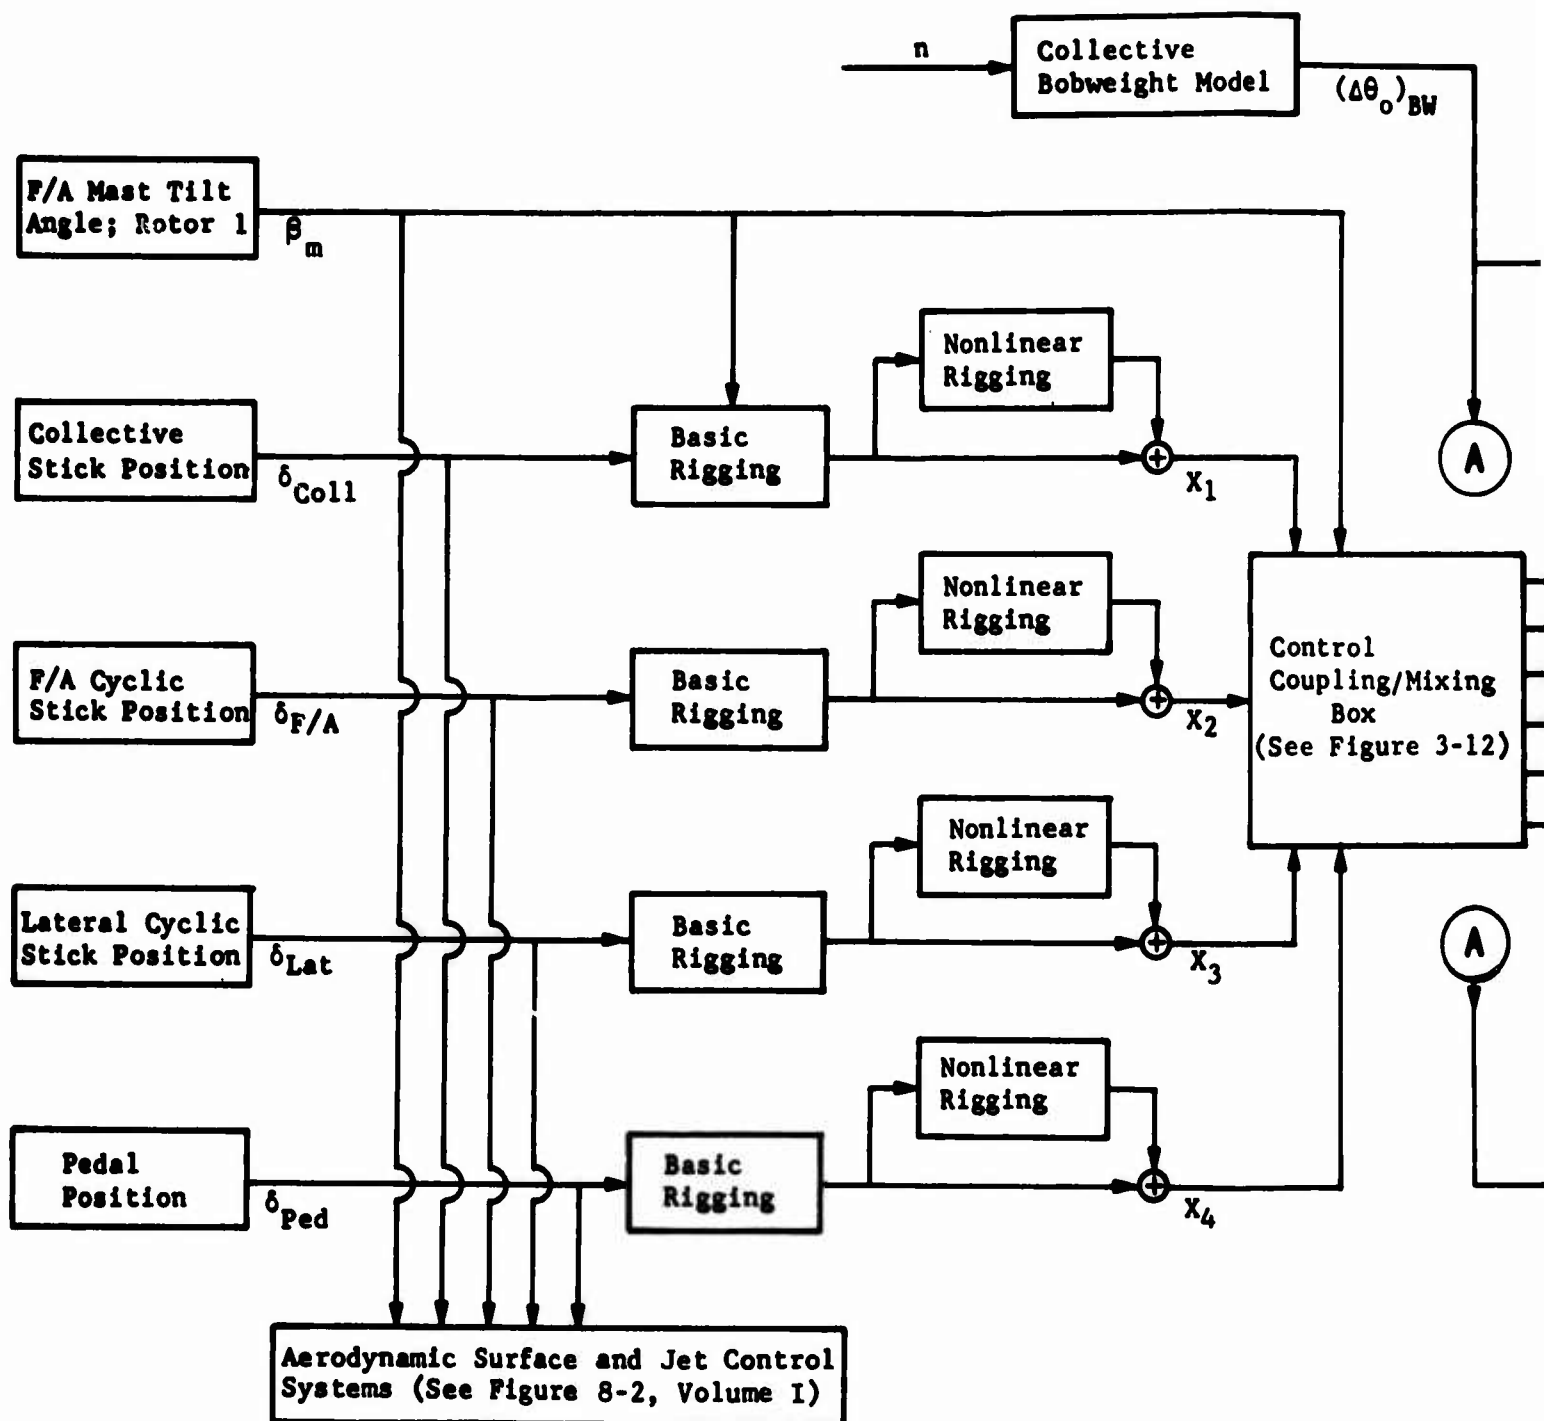 n
Collective
Bobweight Model
(Δθo)BW
F/A Mast Tilt
Angle; Rotor 1
βm
Nonlinear
Rigging
Collective
Stick Position
δColl
Basic
Rigging
X1
A
Nonlinear
Rigging
F/A Cyclic
Stick Position
δF/A
Basic
Rigging
X2
Control
Coupling/Mixing
Box
(See Figure 3-12)
Nonlinear
Rigging
Lateral Cyclic
Stick Position
δLat
Basic
Rigging
X3
A
Nonlinear
Rigging
Pedal
Position
δPed
Basic
Rigging
X4
Aerodynamic Surface and Jet Control
Systems (See Figure 8-2, Volume I)